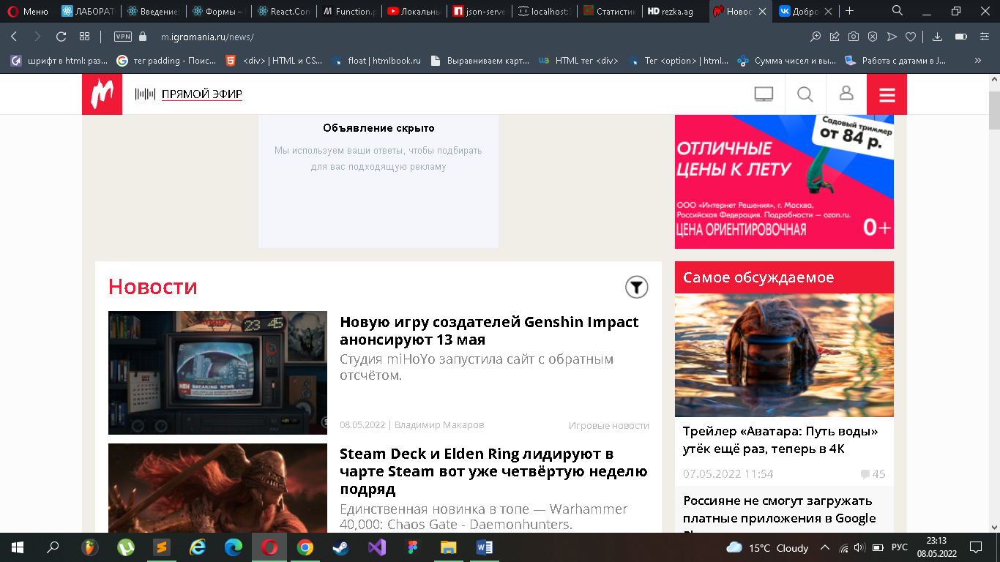 Меню
ЛАБОРАТ
Введение
Формы –
React.Con
Function.p
Локальны
json-serve
localhost:3
Статистик
HD rezka.ag
Новос
Добро
VPN
m.igromania.ru/news/
шрифт в html: раз...
тег padding - Поис...
<div> | HTML и CS...
float | htmlbook.ru
Выравниваем карт...
HTML тег <div>
Тег <option> | html...
Сумма чисел и вы...
Работа с датами в J...
»
ПРЯМОЙ ЭФИР
Объявление скрыто
Мы используем ваши ответы, чтобы подбирать
для вас подходящую рекламу
Садовый триммер
от 84 р.
ОТЛИЧНЫЕ
ЦЕНЫ К ЛЕТУ
ООО «Интернет Решения», г. Москва,
Российская Федерация. Подробности — ozon.ru.
ЦЕНА ОРИЕНТИРОВОЧНАЯ
0+
Новости
23 45
BREAKING NEWS
Новую игру создателей Genshin Impact
анонсируют 13 мая
Студия miHoYo запустила сайт с обратным
отсчётом.
08.05.2022 | Владимир Макаров
Игровые новости
Steam Deck и Elden Ring лидируют в
чарте Steam вот уже четвёртую неделю
подряд
Единственная новинка в топе — Warhammer
40,000: Chaos Gate - Daemonhunters.
Самое обсуждаемое
Трейлер «Аватара: Путь воды»
утёк ещё раз, теперь в 4K
07.05.2022 11:54
45
Россияне не смогут загружать
платные приложения в Google
15°C Cloudy
РУС
23:13
08.05.2022